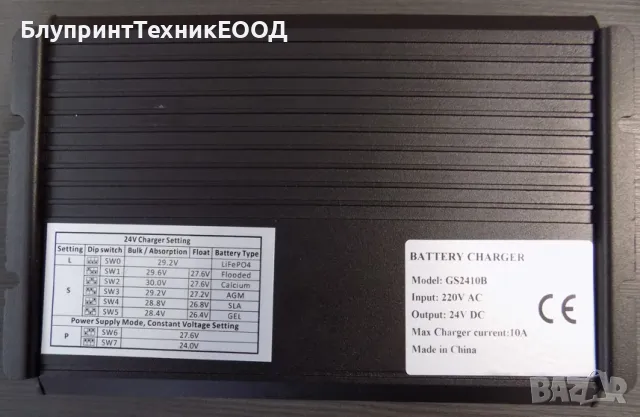 БлупринтТехникЕООД
БлупринтТехникЕООД
24V Charger Setting
Setting Dip switch Bulk / Absorption Float Battery Type
L SW0 29.2V LiFePO4
S
SW1 29.6V 27.6V Flooded
SW2 30.0V 27.6V Calcium
SW3 29.2V 27.2V AGM
SW4 28.8V 26.8V SLA
SW5 28.4V 26.4V GEL
Power Supply Mode, Constant Voltage Setting
P
SW6 27.6V
SW7 24.0V
BATTERY CHARGER
Model: GS2410B
Input: 220V AC
Output: 24V DC
Max Charger current:10A
Made in China
CE
BAZAR